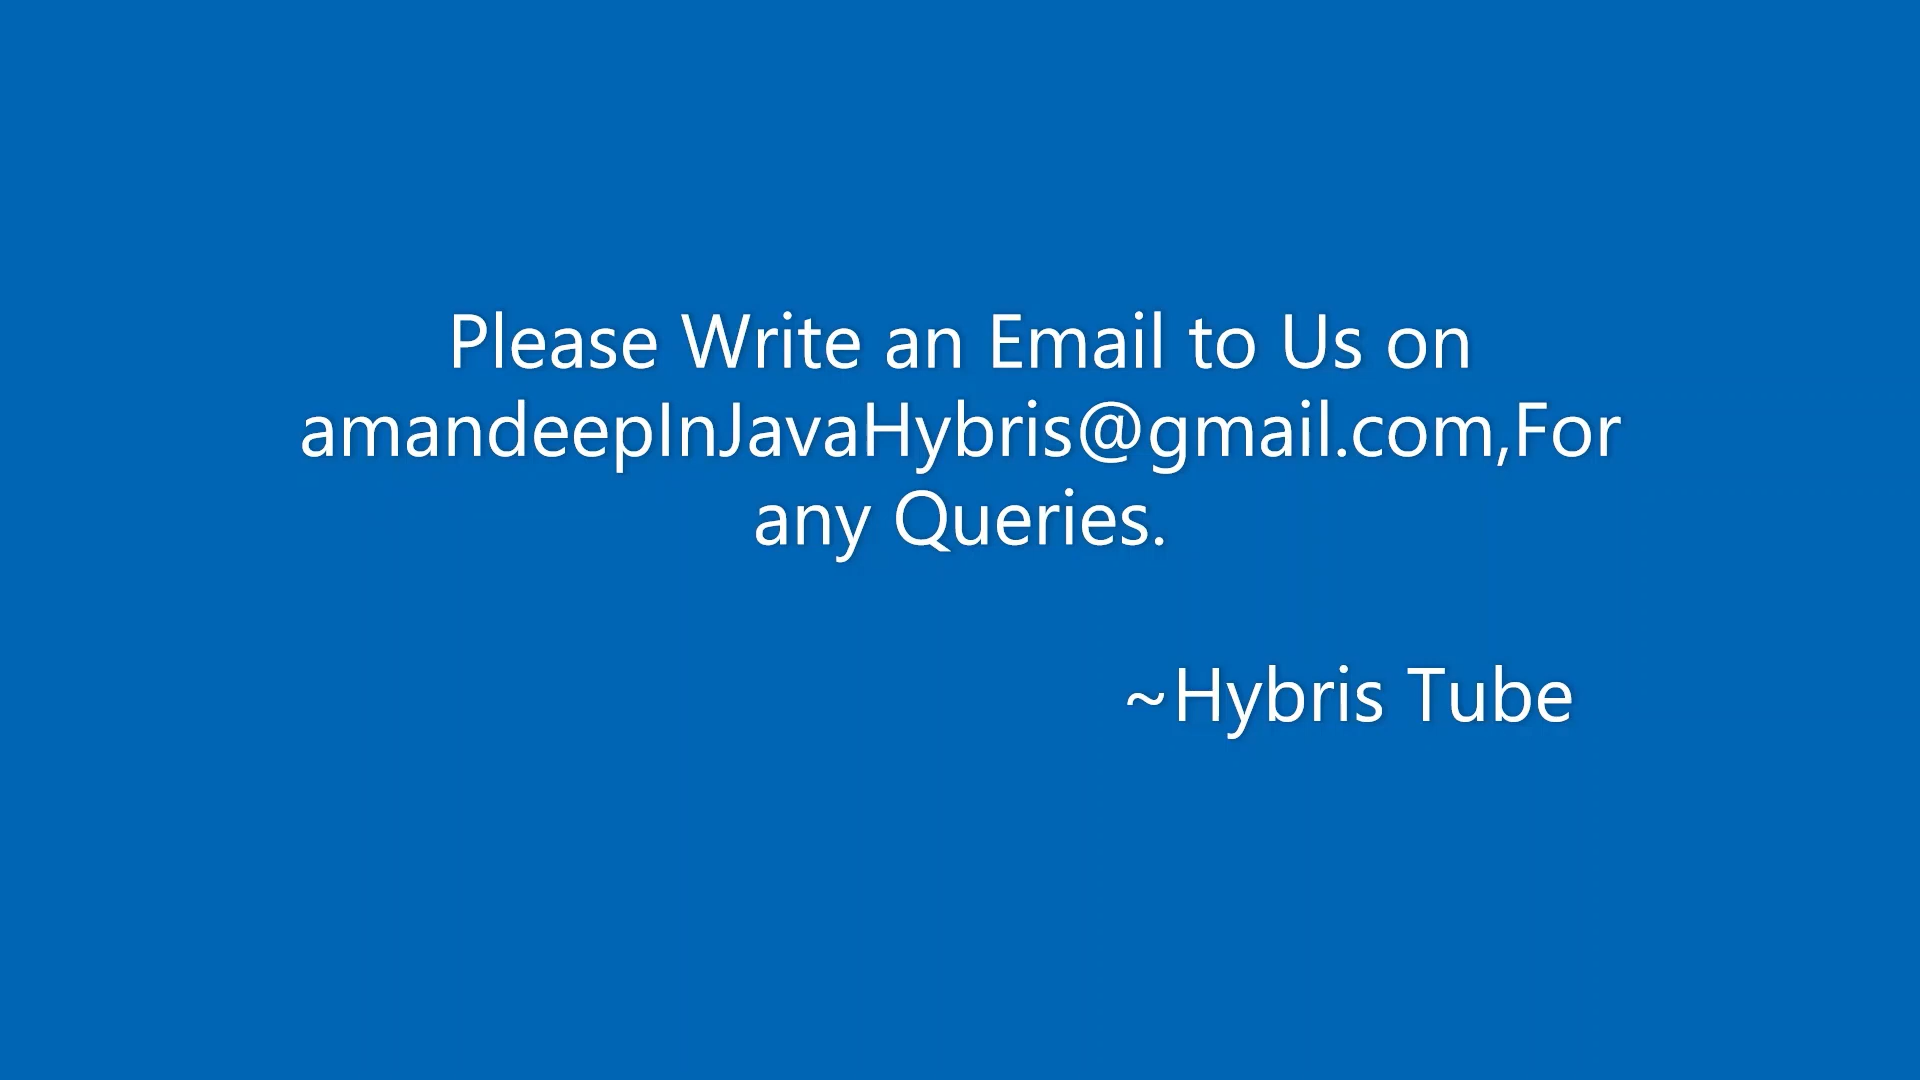 Please Write an Email to Us on
amandeepInJavaHybris@gmail.com,For
any Queries.
~Hybris Tube